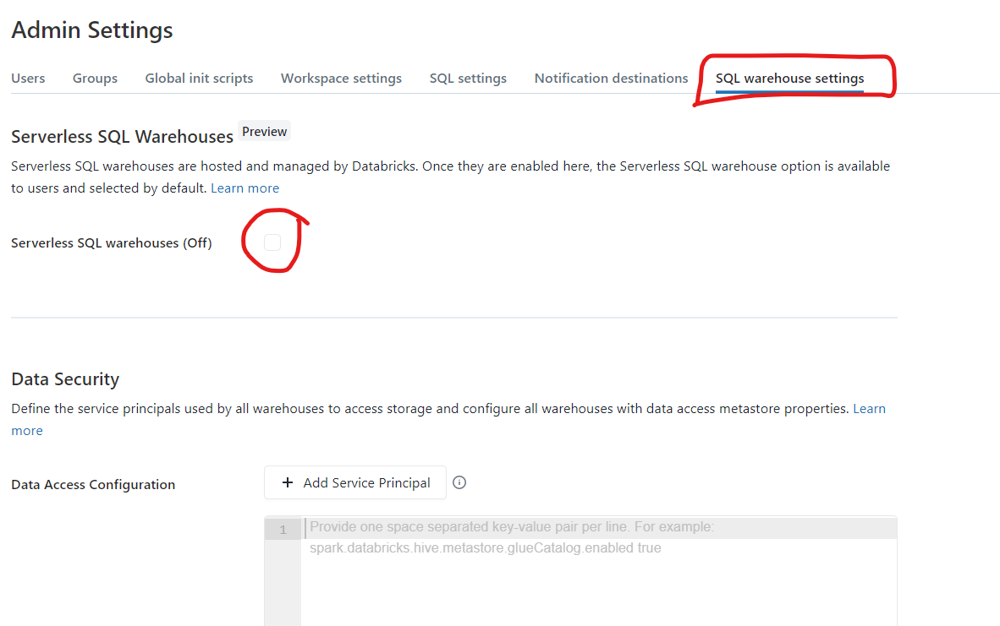 Admin Settings
Users Groups Global init scripts Workspace settings SQL settings Notification destinations SQL warehouse settings
Serverless SQL Warehouses Preview
Serverless SQL warehouses are hosted and managed by Databricks. Once they are enabled here, the Serverless SQL warehouse option is available
to users and selected by default. Learn more
Serverless SQL warehouses (Off)
Data Security
Define the service principals used by all warehouses to access storage and configure all warehouses with data access metastore properties. Learn
more
Data Access Configuration + Add Service Principal
1 Provide one space separated key-value pair per line. For example:
spark.databricks.hive.metastore.glueCatalog.enabled true